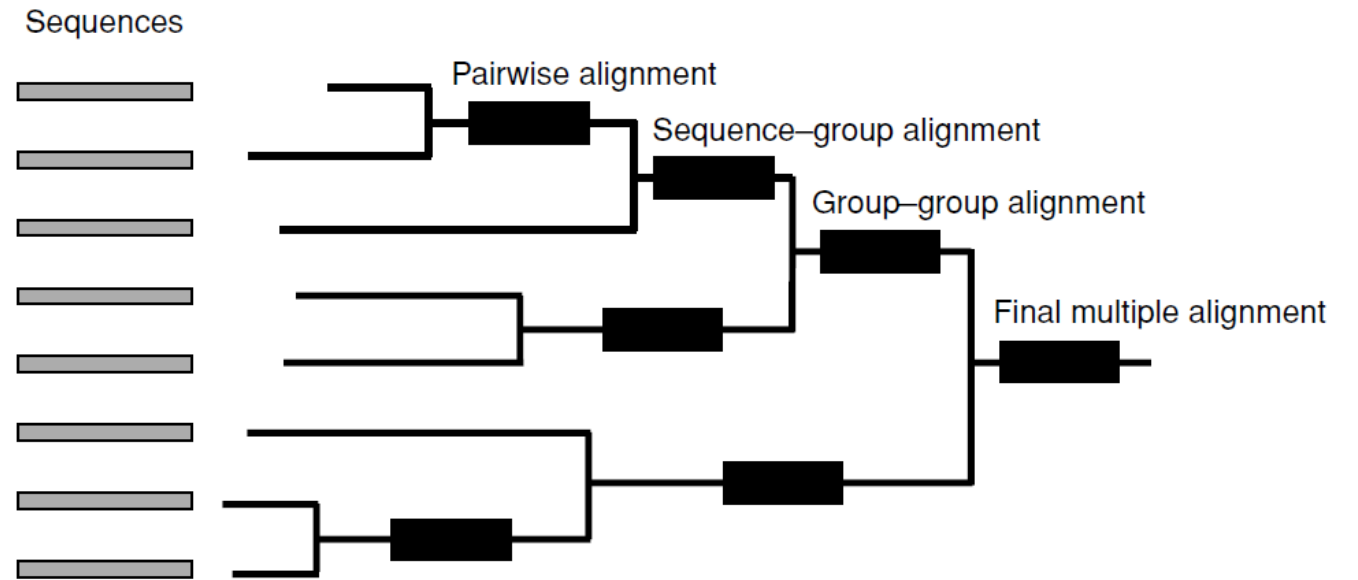 Sequences
Pairwise alignment
Sequence–group alignment
Group–group alignment
Final multiple alignment